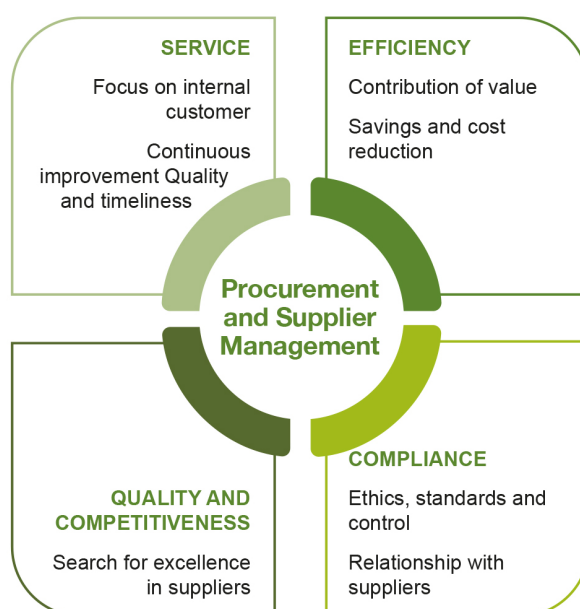 SERVICE
Focus on internal
customer
Continuous
improvement Quality
and timeliness
EFFICIENCY
Contribution of value
Savings and cost
reduction
Procurement
and Supplier
Management
QUALITY AND
COMPETITIVENESS
Search for excellence
in suppliers
COMPLIANCE
Ethics, standards and
control
Relationship with
suppliers